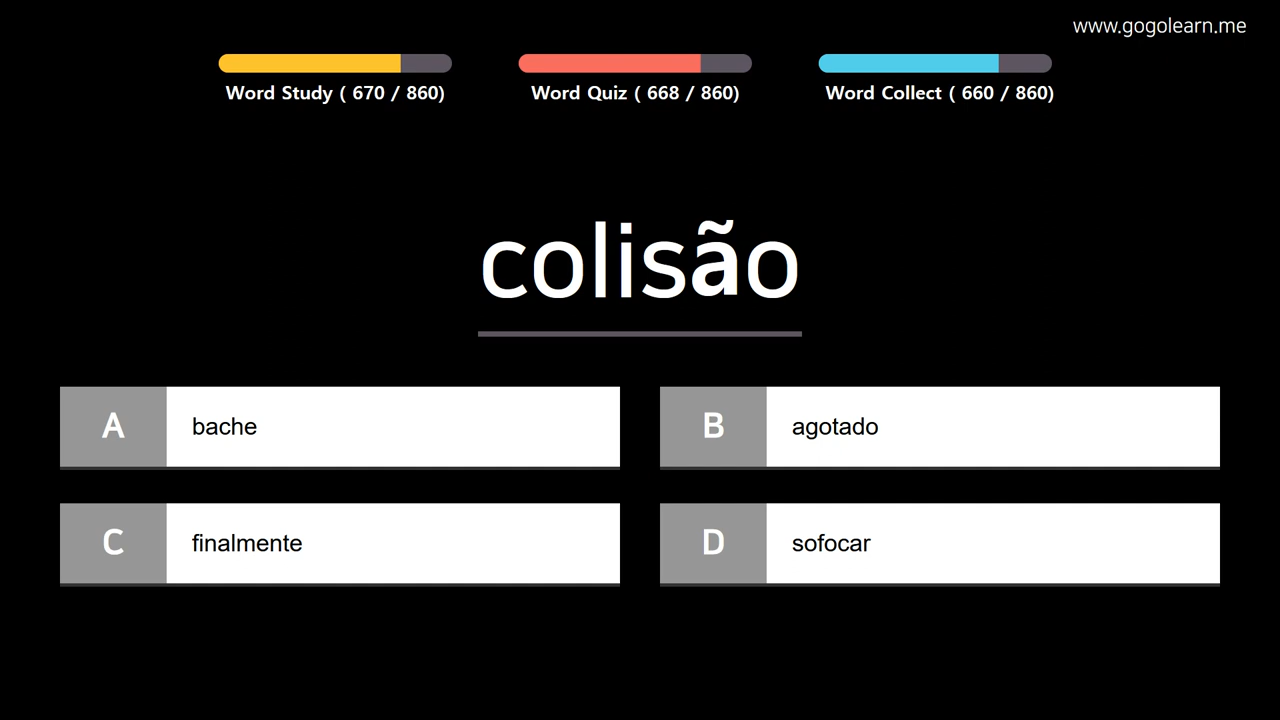 www.gogolearn.me
Word Study ( 670 / 860)
Word Quiz ( 668 / 860)
Word Collect ( 660 / 860)
colisão
A
bache
B
agotado
C
finalmente
D
sofocar